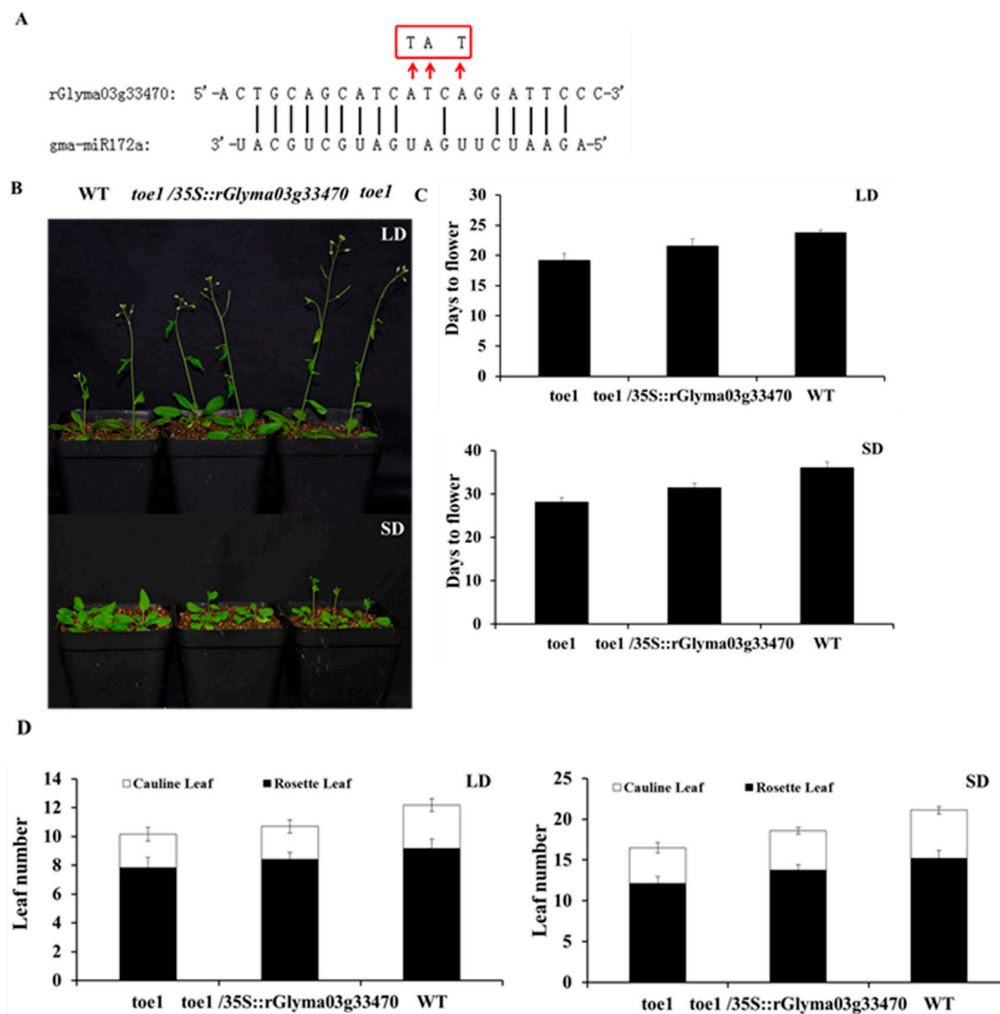 A
T A T
rGlyma03g33470: 5'-A C T G C A G C A T C A T C A G G A T T C C C-3'
gma-miR172a: 3'-U A C G U C G U A G U A G U U C U A A G A-5'
B WT toe1 /35S::rGlyma03g33470 toe1
LD
SD
C
30
25
20
15
10
5
0
Days to flower
LD
toe1 toe1 /35S::rGlyma03g33470 WT
40
30
20
10
0
Days to flower
SD
toe1 toe1 /35S::rGlyma03g33470 WT
D
14
12
10
8
6
4
2
0
Leaf number
Cauline Leaf Rosette Leaf LD
toe1 toe1 /35S::rGlyma03g33470 WT
25
20
15
10
5
0
Leaf number
Cauline Leaf Rosette Leaf SD
toe1 toe1 /35S::rGlyma03g33470 WT